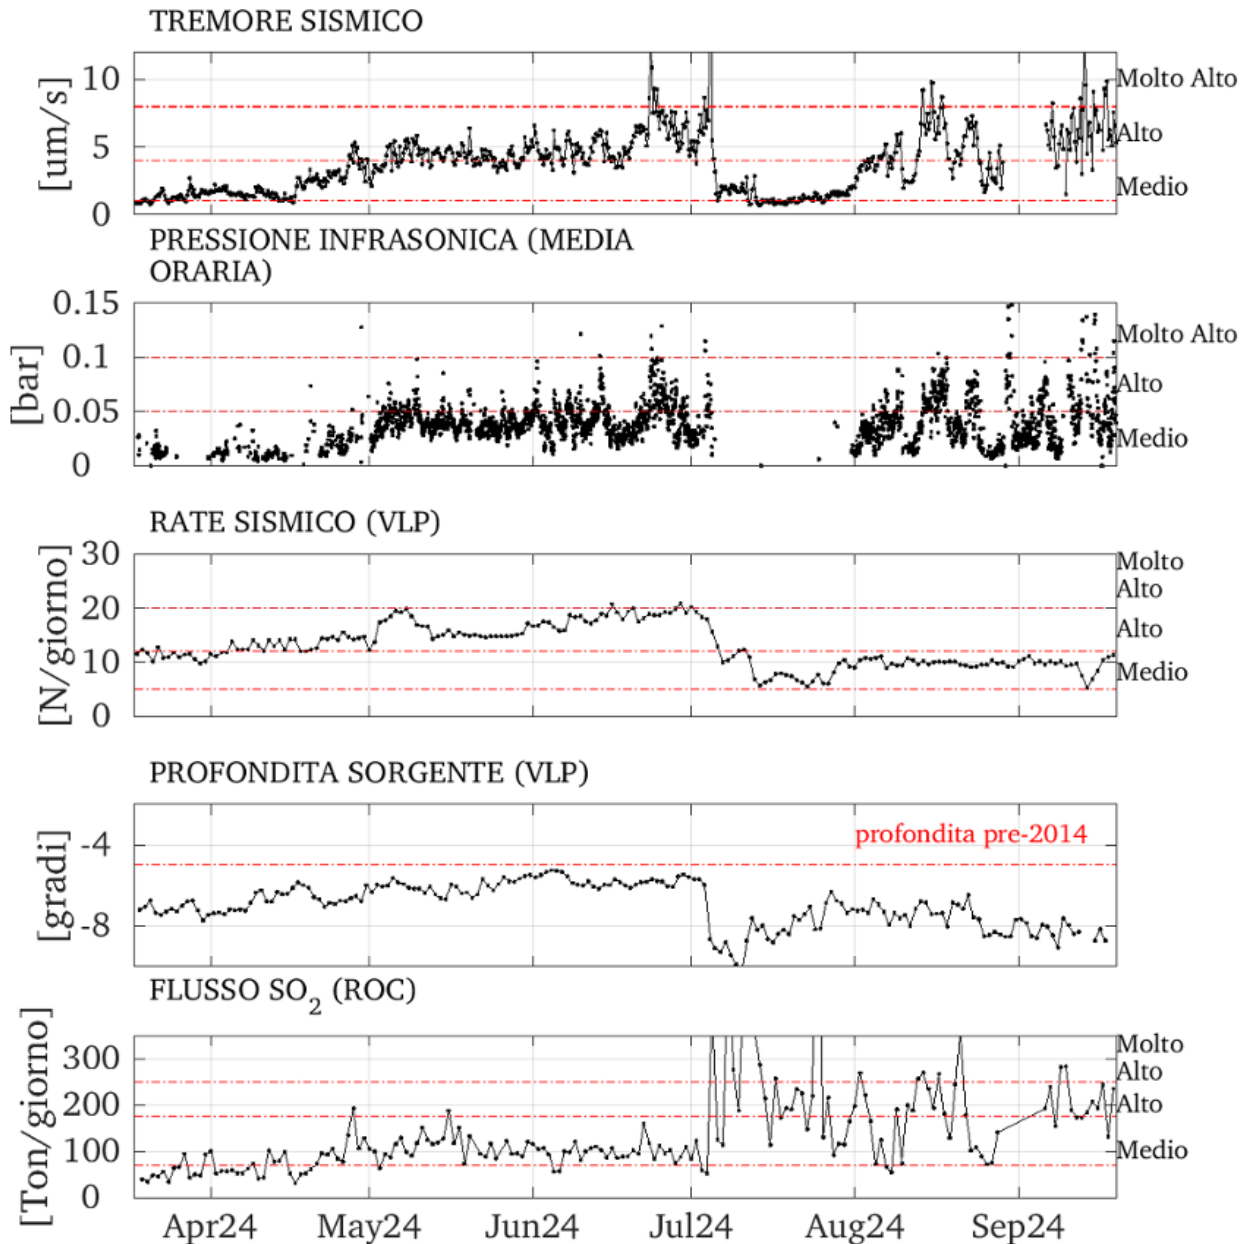 TREMORE SISMICO
[um/s]
10
5
0
Molto Alto
Alto
Medio
PRESSIONE INFRASONICA (MEDIA
ORARIA)
[bar]
0.15
0.1
0.05
0
Molto Alto
Alto
Medio
RATE SISMICO (VLP)
[N/giorno]
30
20
10
0
Molto
Alto
Alto
Medio
PROFONDITA SORGENTE (VLP)
[gradi]
-4
-8
profondita pre-2014
FLUSSO SO2 (ROC)
[Ton/giorno]
300
200
100
0
Molto
Alto
Alto
Medio
Apr24 May24 Jun24 Jul24 Aug24 Sep24